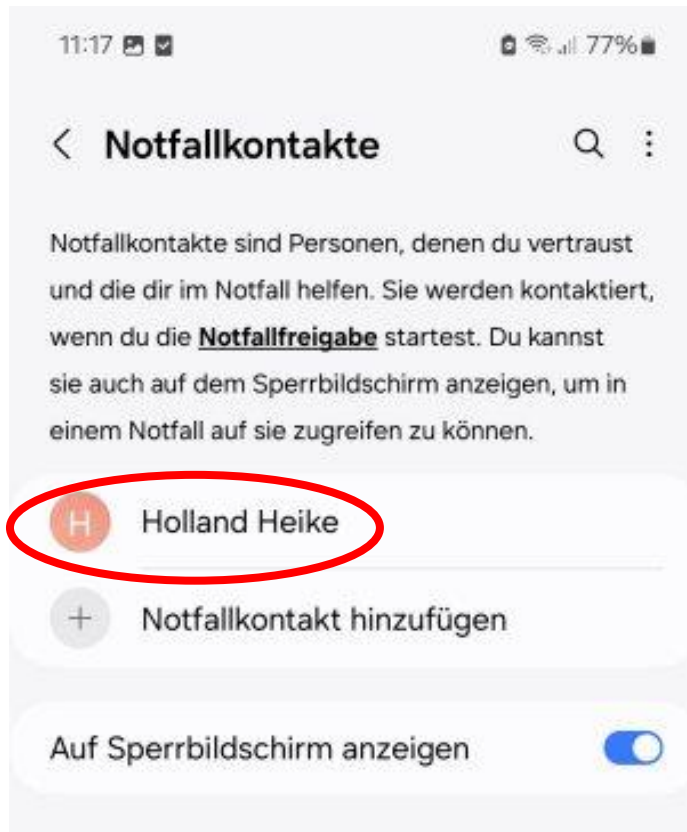 11:17 77%
Notfallkontakte
Notfallkontakte sind Personen, denen du vertraust
und die dir im Notfall helfen. Sie werden kontaktiert,
wenn du die Notfallfreigabe startest. Du kannst
sie auch auf dem Sperrbildschirm anzeigen, um in
einem Notfall auf sie zugreifen zu können.
H Holland Heike
+ Notfallkontakt hinzufügen
Auf Sperrbildschirm anzeigen